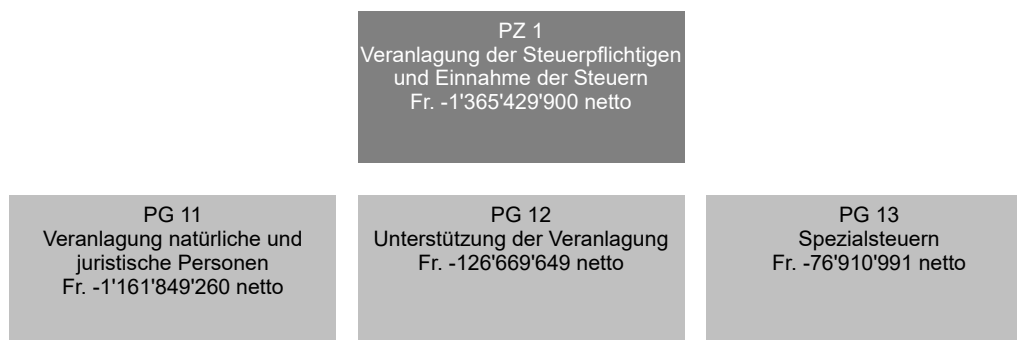 PZ 1
Veranlagung der Steuerpflichtigen
und Einnahme der Steuern
Fr. -1'365'429'900 netto
PG 11
Veranlagung natürliche und
juristische Personen
Fr. -1'161'849'260 netto
PG 12
Unterstützung der Veranlagung
Fr. -126'669'649 netto
PG 13
Spezialsteuern
Fr. -76'910'991 netto